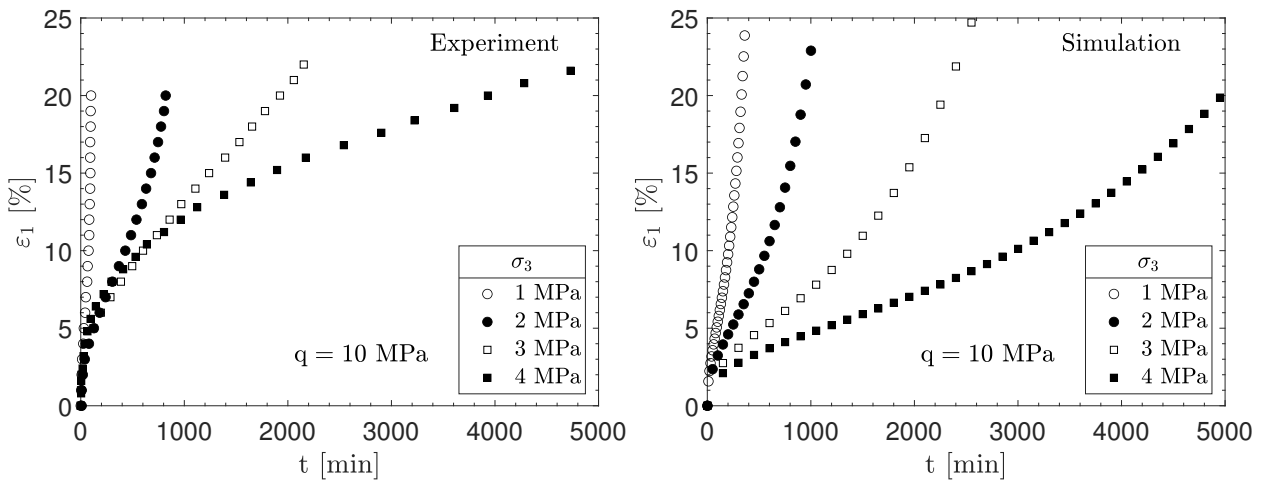 Experiment
25
20
15
10
5
0
ε₁ [%]
σ₃
1 MPa
2 MPa
3 MPa
4 MPa
q = 10 MPa
0 1000 2000 3000 4000 5000
t [min]
Simulation
25
20
15
10
5
0
ε₁ [%]
σ₃
1 MPa
2 MPa
3 MPa
4 MPa
q = 10 MPa
0 1000 2000 3000 4000 5000
t [min]